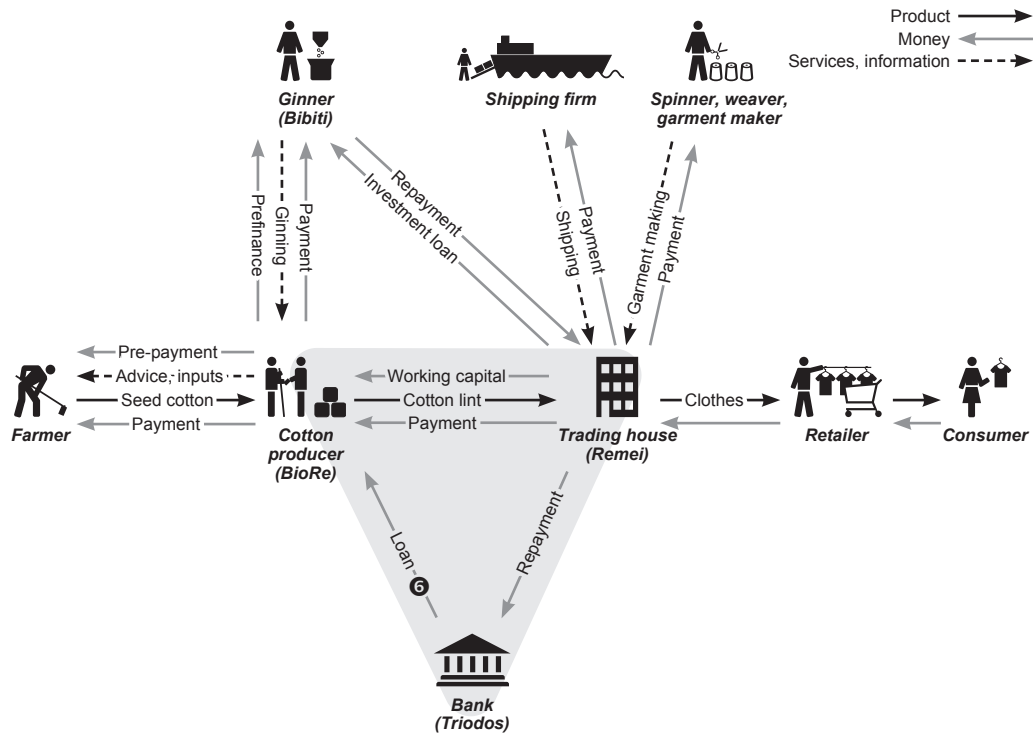 Product
Money
Services, information
Ginner
(Bibiti)
Shipping firm
Spinner, weaver,
garment maker
Prefinance
Ginning
Payment
Repayment
Investment loan
Shipping
Payment
Garment making
Payment
Pre-payment
Advice, inputs
Seed cotton
Payment
Working capital
Cotton lint
Payment
Clothes
Farmer
Cotton
producer
(BioRe)
Trading house
(Remei)
Retailer
Consumer
Loan
6
Repayment
Bank
(Triodos)